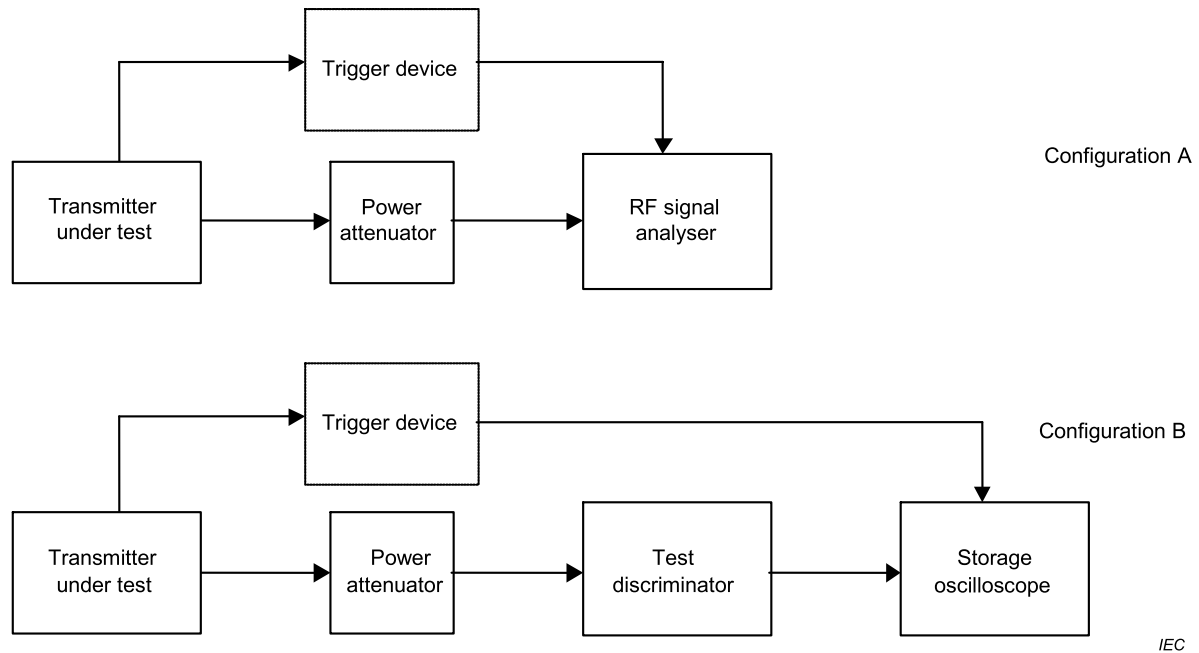 Trigger device
Configuration A
Transmitter
under test
Power
attenuator
RF signal
analyser
Trigger device
Configuration B
Transmitter
under test
Power
attenuator
Test
discriminator
Storage
oscilloscope
IEC